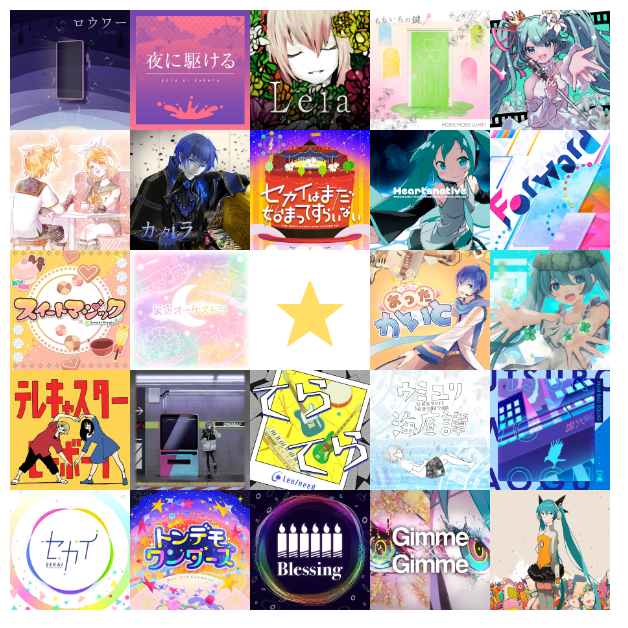 ロウワー
夜に駆ける
yoru ni kakeru
Leia
ももいろの鍵
MORE MORE JUMP!
カンタレラ
セカイはまだ
始まってすらいない
Heartsnative
Forward
スイートマジック
星空オーケストラ
あったかいと
テレキャスター
ビーボーイ
てらてら
Leo/need
ウミユリ
海底譚
UTSURO
セカイ
SEKAI
トンデモ
ワンダーズ
Blessing
Gimme
×
Gimme